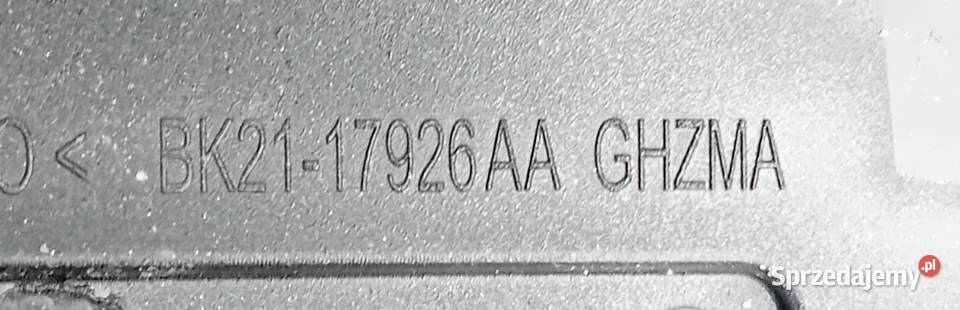 O< BK21-17926AA GHZMA
Sprzedajemy.pl